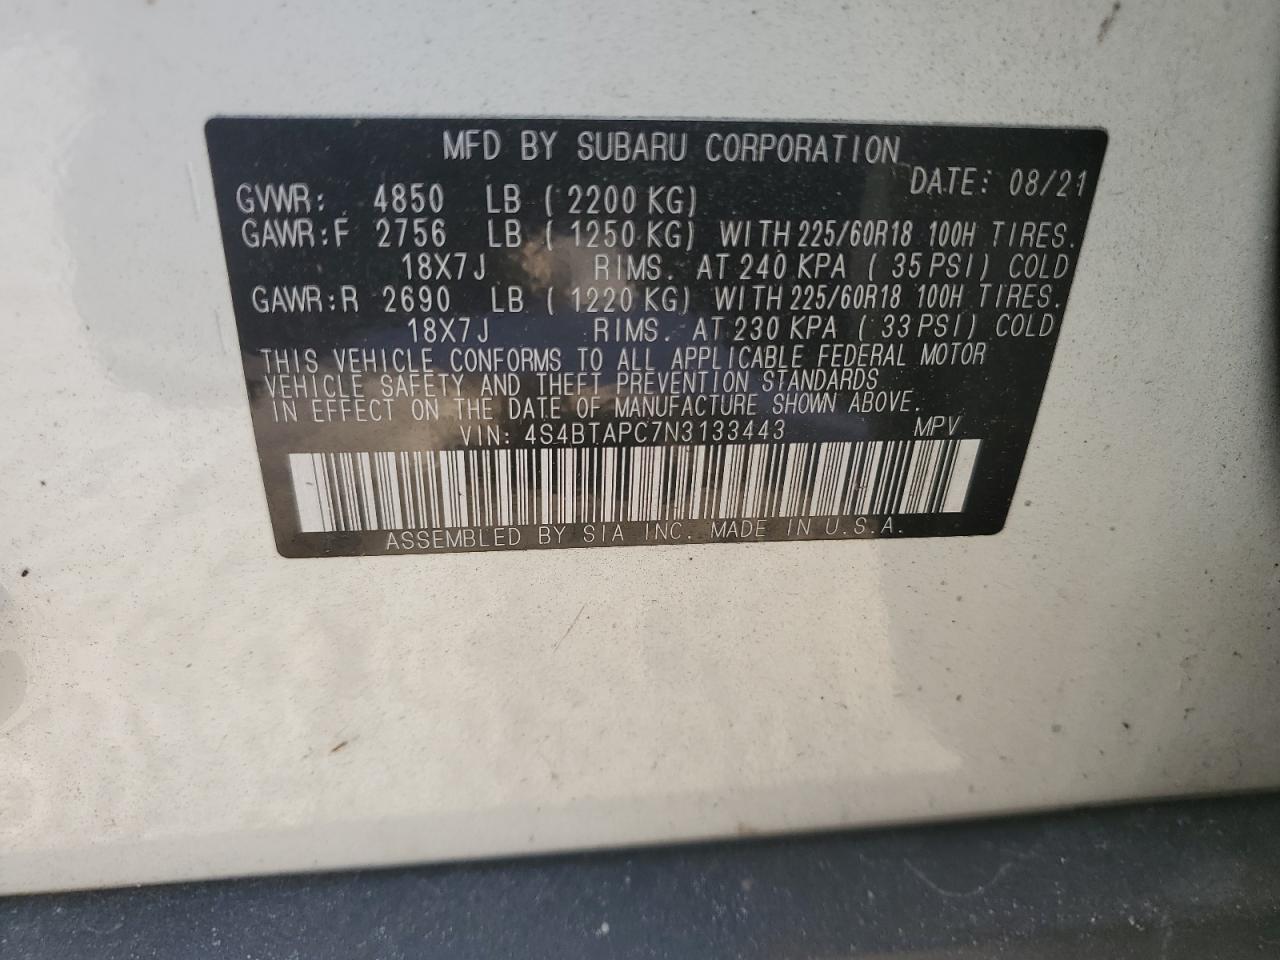 MFD BY SUBARU CORPORATION
DATE: 08/21
GVWR: 4850 LB ( 2200 KG)
GAWR:F 2756 LB ( 1250 KG) WITH 225/60R18 100H TIRES.
18X7J RIMS. AT 240 KPA ( 35 PSI) COLD
GAWR:R 2690 LB ( 1220 KG) WITH 225/60R18 100H TIRES.
18X7J RIMS. AT 230 KPA ( 33 PSI) COLD
THIS VEHICLE CONFORMS TO ALL APPLICABLE FEDERAL MOTOR
VEHICLE SAFETY AND THEFT PREVENTION STANDARDS
IN EFFECT ON THE DATE OF MANUFACTURE SHOWN ABOVE.
VIN: 4S4BTAPC7N3133443 MPV
ASSEMBLED BY SIA INC. MADE IN U.S.A.